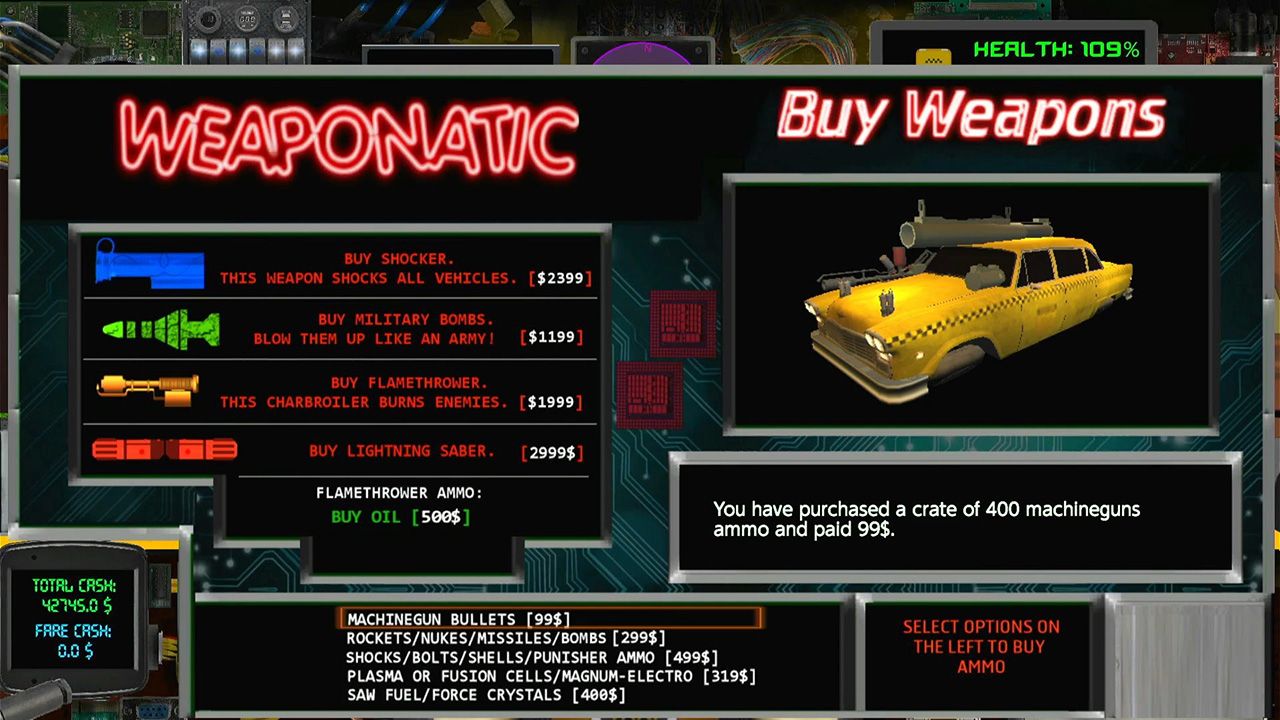 HEALTH: 109%
WEAPONATIC
Buy Weapons
BUY SHOCKER.
THIS WEAPON SHOCKS ALL VEHICLES. [$2399]
BUY MILITARY BOMBS.
BLOW THEM UP LIKE AN ARMY! [$1199]
BUY FLAMETHROWER.
THIS CHARBROILER BURNS ENEMIES. [$1999]
BUY LIGHTNING SABER. [2999$]
FLAMETHROWER AMMO:
BUY OIL [500$]
You have purchased a crate of 400 machineguns
ammo and paid 99$.
TOTAL CASH:
42745.0 $
FARE CASH:
0.0 $
MACHINEGUN BULLETS [99$]
ROCKETS/NUKES/MISSILES/BOMBS [299$]
SHOCKS/BOLTS/SHELLS/PUNISHER AMMO [499$]
PLASMA OR FUSION CELLS/MAGNUM-ELECTRO [319$]
SAW FUEL/FORCE CRYSTALS [400$]
SELECT OPTIONS ON
THE LEFT TO BUY
AMMO